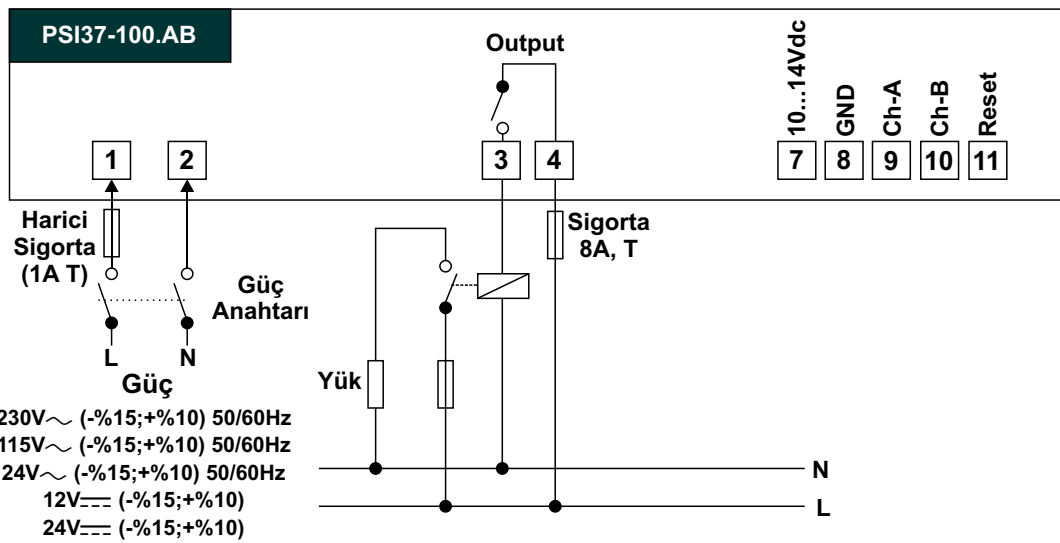 PSI37-100.AB
Output
10...14Vdc
GND
Ch-A
Ch-B
Reset
1
2
3
4
7
8
9
10
11
Harici
Sigorta
(1A T)
Güç
Anahtarı
Sigorta
8A, T
L
N
Güç
Yük
230V～ (-%15;+%10) 50/60Hz
115V～ (-%15;+%10) 50/60Hz
24V～ (-%15;+%10) 50/60Hz
12V⎓ (-%15;+%10)
24V⎓ (-%15;+%10)
N
L